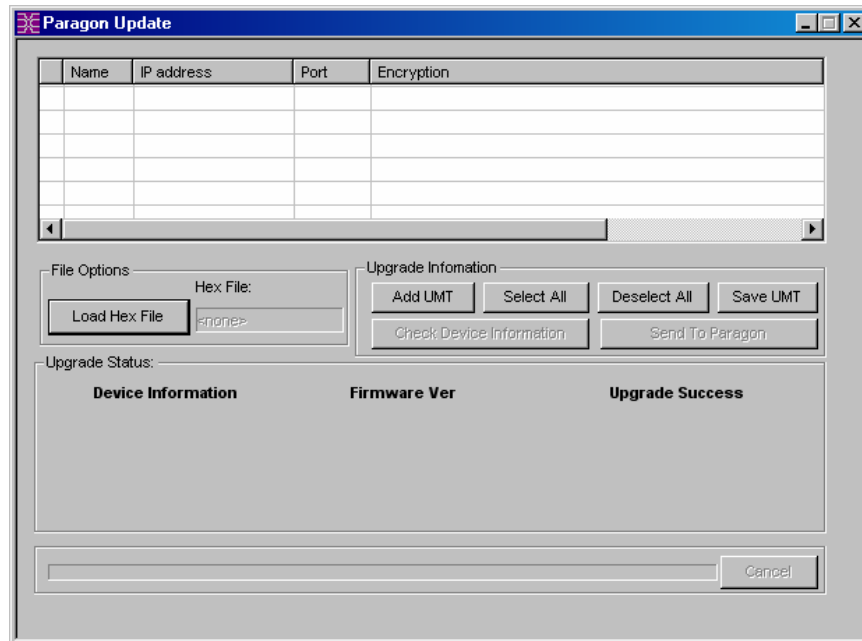 Paragon Update
Name IP address Port Encryption
File Options
Hex File:
Load Hex File <none>
Upgrade Infomation
Add UMT Select All Deselect All Save UMT
Check Device Information Send To Paragon
Upgrade Status:
Device Information Firmware Ver Upgrade Success
Cancel